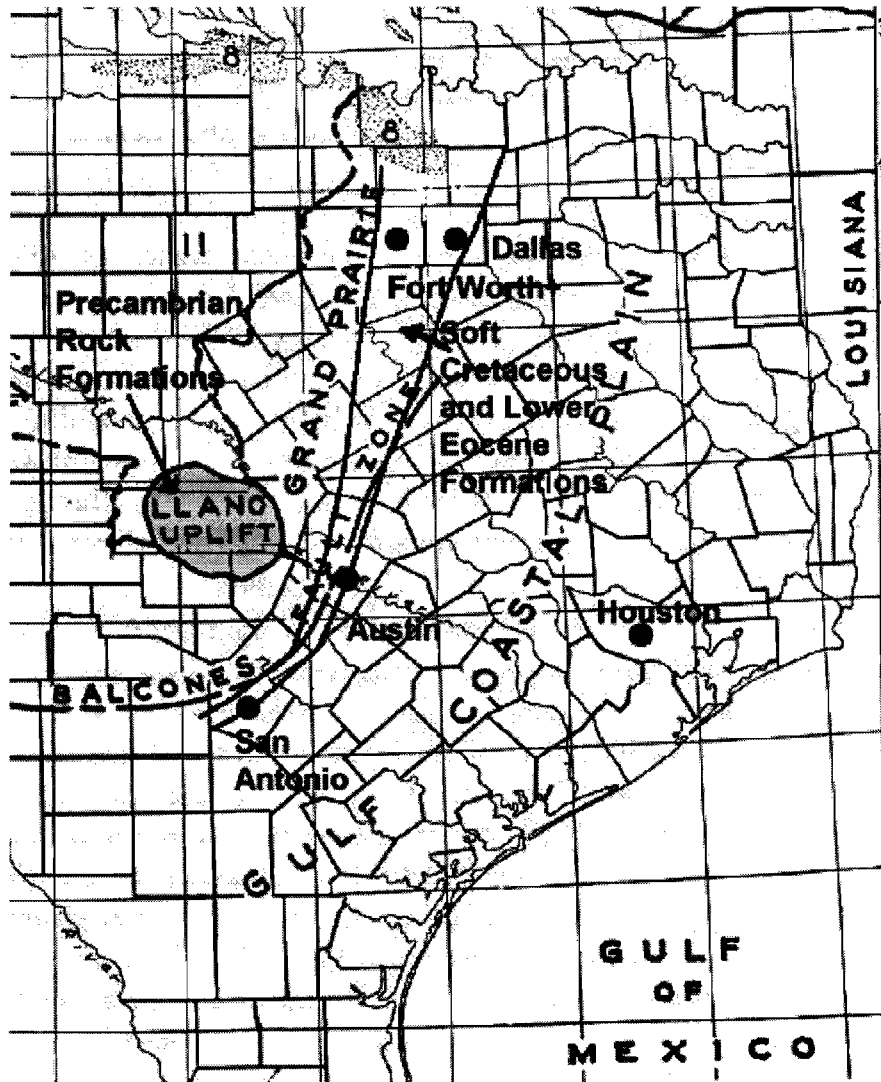 8
8
11
Dallas
Fort Worth
Precambrian
Rock
Formations
GRAND PRAIRIE
Soft
Cretaceous
and Lower
Eocene
Formations
LOUISIANA
LLANO
UPLIFT
BALCONES
FAULT ZONE
Austin
Houston
San
Antonio
GULF COASTAL PLAIN
GULF
OF
MEXICO